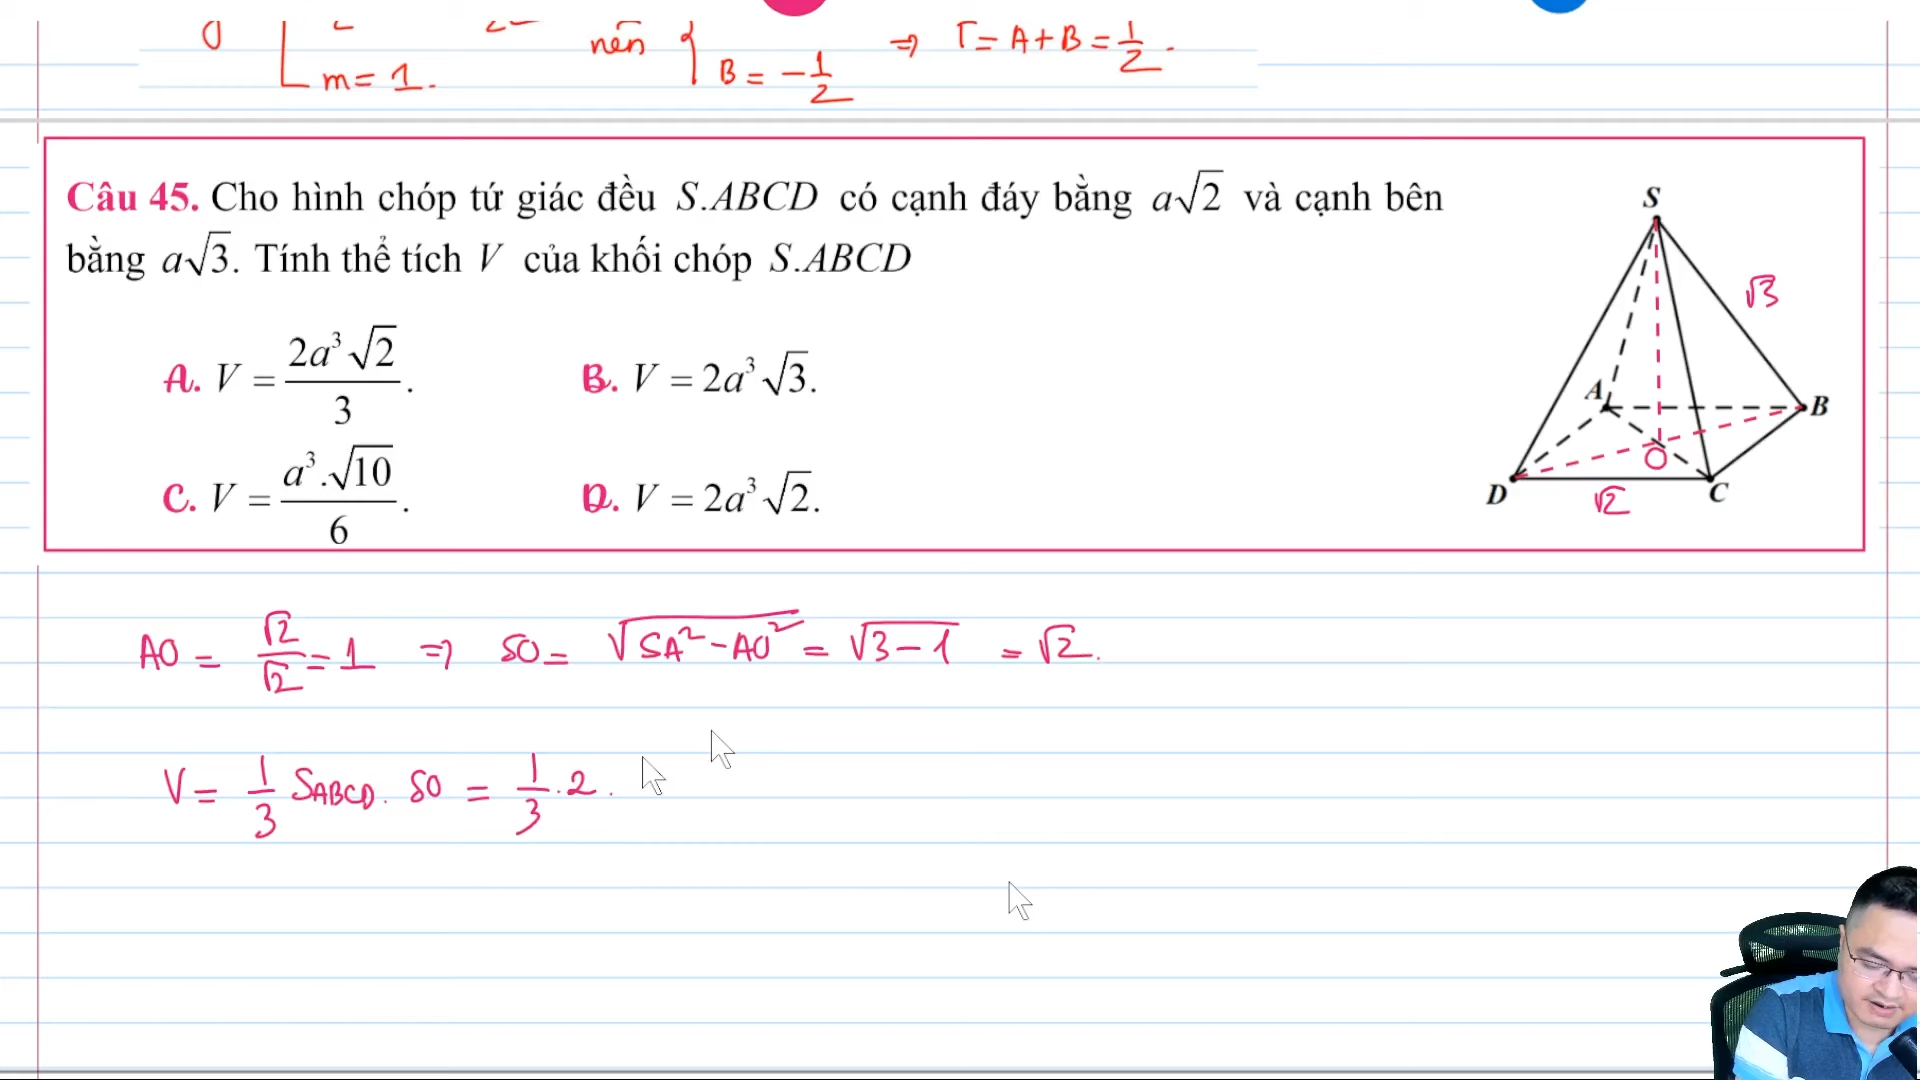 m = 1.
nên
B = -1/2
⇒ T = A + B = 1/2.
Câu 45. Cho hình chóp tứ giác đều S.ABCD có cạnh đáy bằng a√2 và cạnh bên
bằng a√3. Tính thể tích V của khối chóp S.ABCD
A. V = 2a³√2/3. B. V = 2a³√3.
C. V = a³.√10/6. D. V = 2a³√2.
S
√3
A
B
O
D
√2
C
AO = √2/√2 = 1 ⇒ SO = √(SA² - AO²) = √(3 - 1) = √2.
V = 1/3 SABCD. SO = 1/3 . 2 .